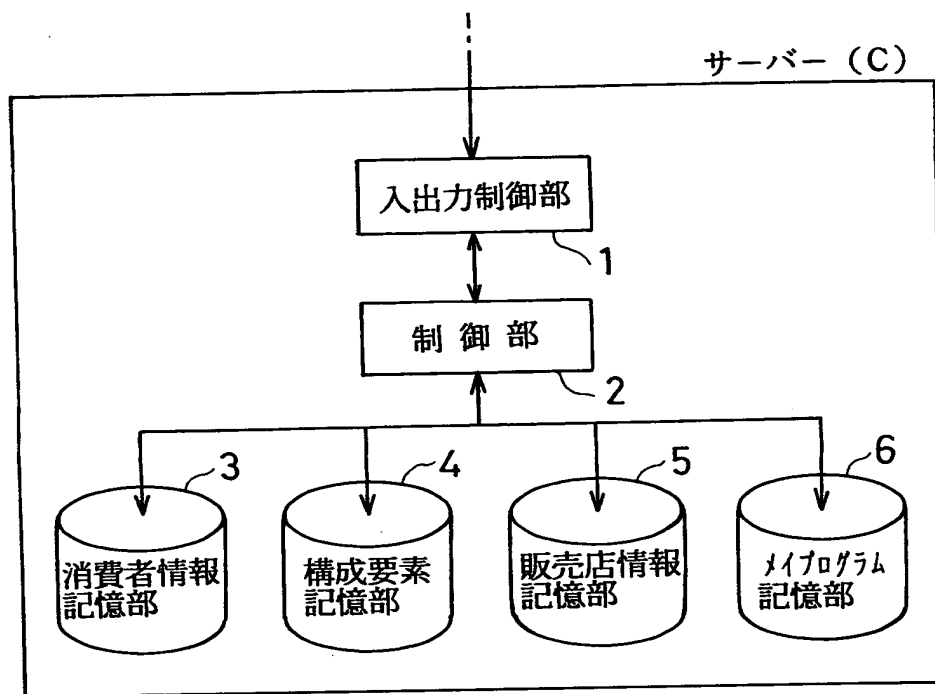 サーバー (C)
入出力制御部
1
制御部
2
3
4
5
6
消費者情報
記憶部
構成要素
記憶部
販売店情報
記憶部
メイプログラム
記憶部